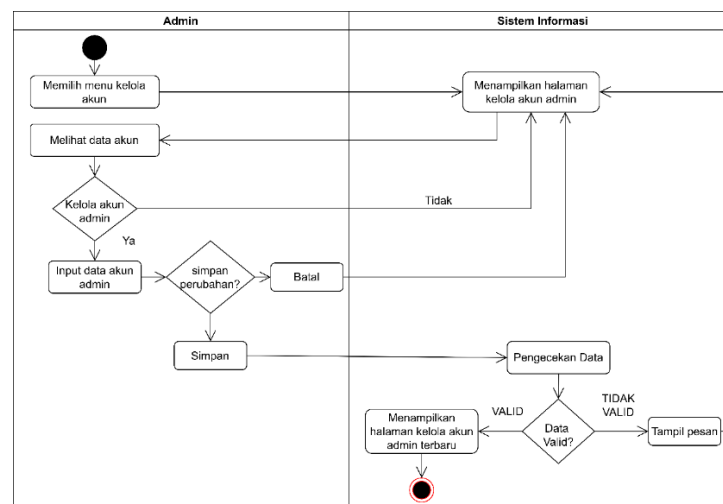 Admin
Sistem Informasi
Memilih menu kelola
akun
Menampilkan halaman
kelola akun admin
Melihat data akun
Kelola akun
admin
Tidak
Ya
Input data akun
admin
simpan
perubahan?
Batal
Simpan
Pengecekan Data
VALID
TIDAK
VALID
Menampilkan
halaman kelola akun
admin terbaru
Data
Valid?
Tampil pesan